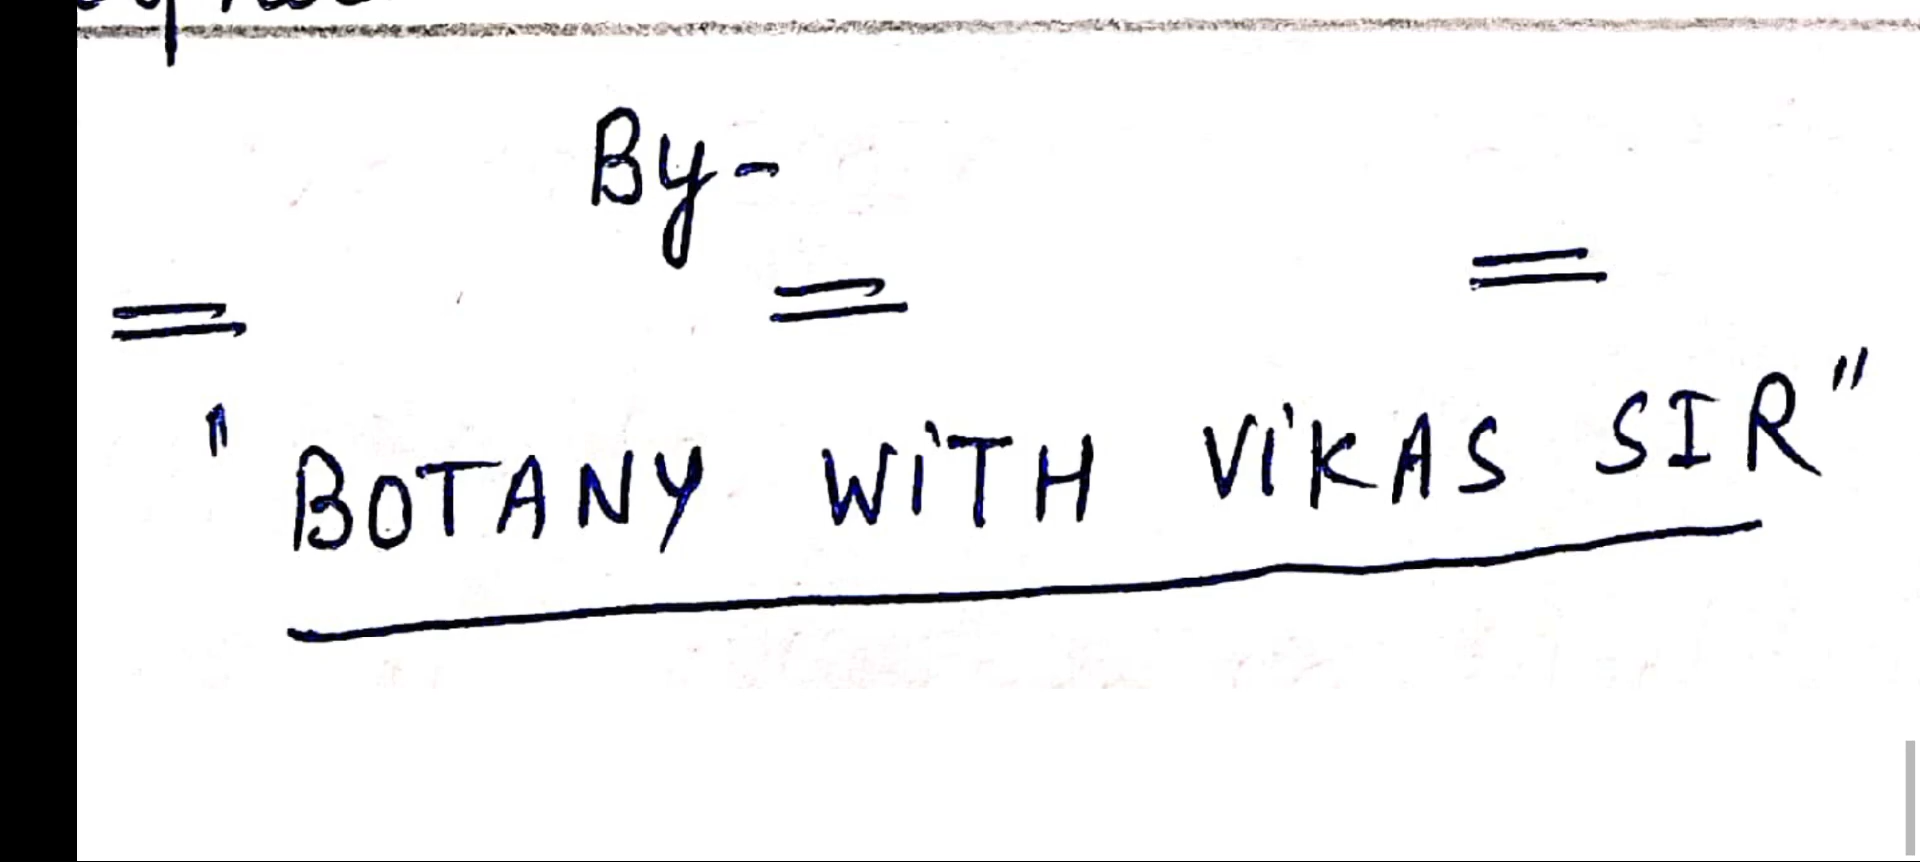 By-
= = =
" BOTANY WiTH ViKAS SIR"